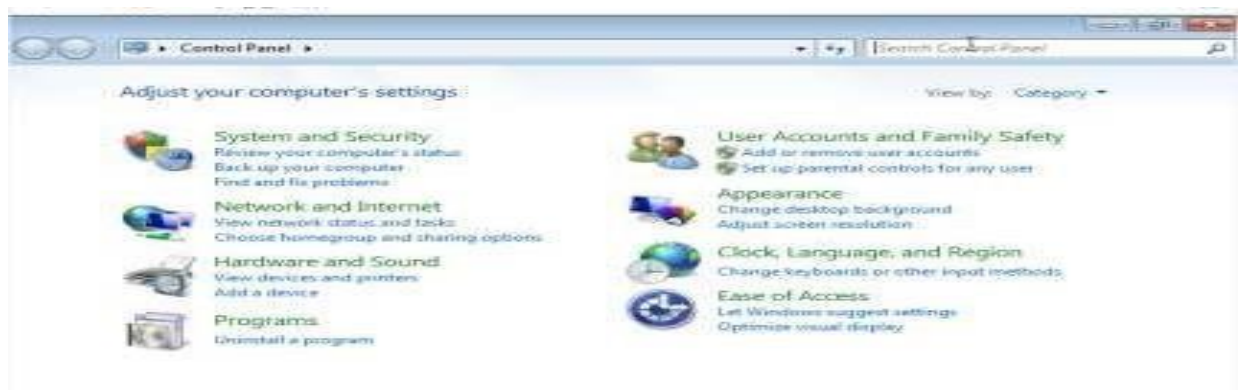 Control Panel
Search Control Panel
Adjust your computer's settings
View by: Category
System and Security
Review your computer's status
Back up your computer
Find and fix problems
Network and Internet
View network status and tasks
Choose homegroup and sharing options
Hardware and Sound
View devices and printers
Add a device
Programs
Uninstall a program
User Accounts and Family Safety
Add or remove user accounts
Set up parental controls for any user
Appearance
Change desktop background
Adjust screen resolution
Clock, Language, and Region
Change keyboards or other input methods
Ease of Access
Let Windows suggest settings
Optimize visual display